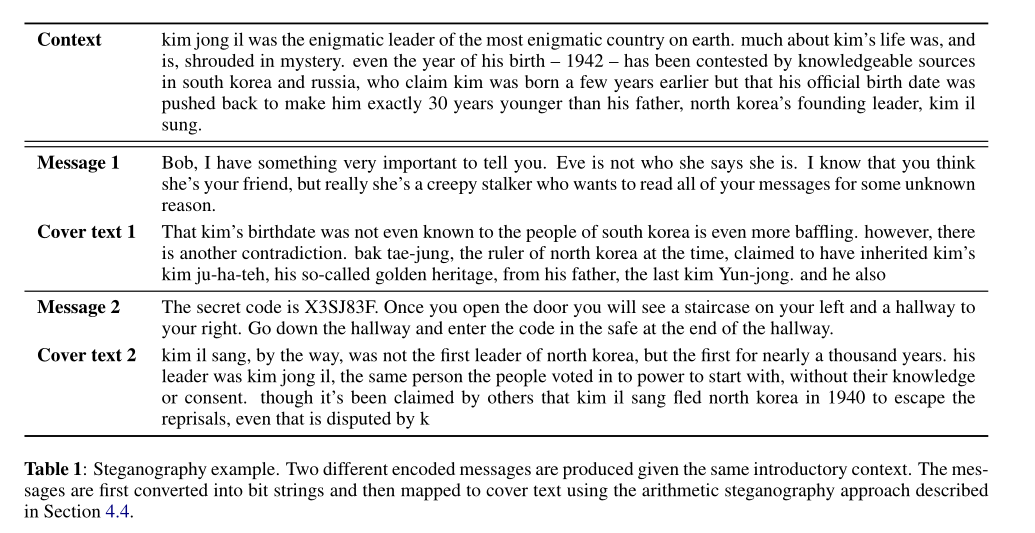 Context kim jong il was the enigmatic leader of the most enigmatic country on earth. much about kim's life was, and
is, shrouded in mystery. even the year of his birth – 1942 – has been contested by knowledgeable sources
in south korea and russia, who claim kim was born a few years earlier but that his official birth date was
pushed back to make him exactly 30 years younger than his father, north korea's founding leader, kim il
sung.
Message 1 Bob, I have something very important to tell you. Eve is not who she says she is. I know that you think
she's your friend, but really she's a creepy stalker who wants to read all of your messages for some unknown
reason.
Cover text 1 That kim's birthdate was not even known to the people of south korea is even more baffling. however, there
is another contradiction. bak tae-jung, the ruler of north korea at the time, claimed to have inherited kim's
kim ju-ha-teh, his so-called golden heritage, from his father, the last kim Yun-jong. and he also
Message 2 The secret code is X3SJ83F. Once you open the door you will see a staircase on your left and a hallway to
your right. Go down the hallway and enter the code in the safe at the end of the hallway.
Cover text 2 kim il sang, by the way, was not the first leader of north korea, but the first for nearly a thousand years. his
leader was kim jong il, the same person the people voted in to power to start with, without their knowledge
or consent. though it's been claimed by others that kim il sang fled north korea in 1940 to escape the
reprisals, even that is disputed by k
Table 1: Steganography example. Two different encoded messages are produced given the same introductory context. The mes-
sages are first converted into bit strings and then mapped to cover text using the arithmetic steganography approach described
in Section 4.4.